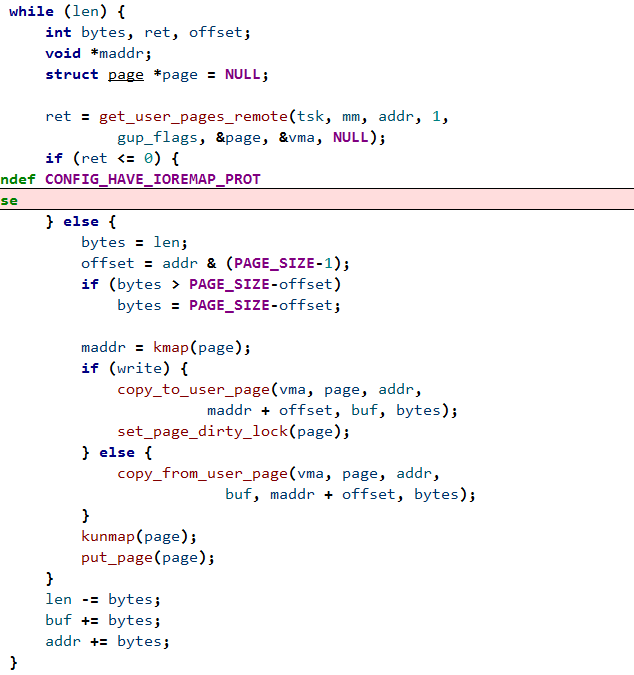 while (len) {
    int bytes, ret, offset;
    void *maddr;
    struct page *page = NULL;

    ret = get_user_pages_remote(tsk, mm, addr, 1,
            gup_flags, &page, &vma, NULL);
    if (ret <= 0) {
ndef CONFIG_HAVE_IOREMAP_PROT
se
    } else {
        bytes = len;
        offset = addr & (PAGE_SIZE-1);
        if (bytes > PAGE_SIZE-offset)
            bytes = PAGE_SIZE-offset;

        maddr = kmap(page);
        if (write) {
            copy_to_user_page(vma, page, addr,
                      maddr + offset, buf, bytes);
            set_page_dirty_lock(page);
        } else {
            copy_from_user_page(vma, page, addr,
                        buf, maddr + offset, bytes);
        }
        kunmap(page);
        put_page(page);
    }
    len -= bytes;
    buf += bytes;
    addr += bytes;
}